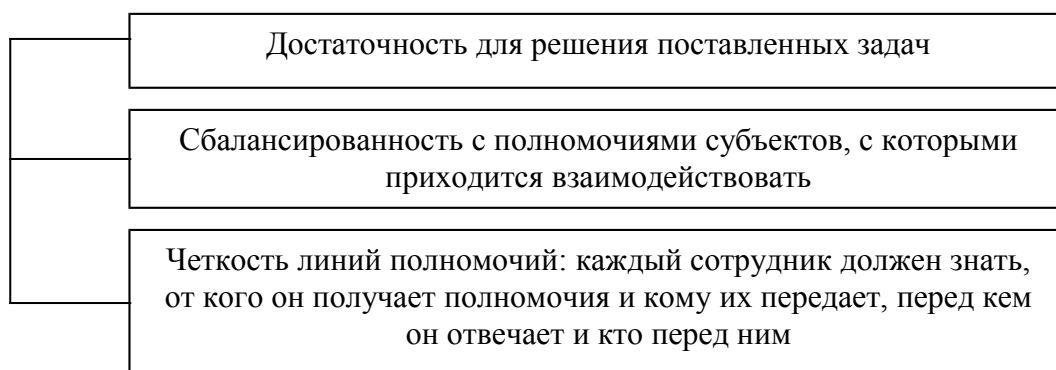 Достаточность для решения поставленных задач
Сбалансированность с полномочиями субъектов, с которыми
приходится взаимодействовать
Четкость линий полномочий: каждый сотрудник должен знать,
от кого он получает полномочия и кому их передает, перед кем
он отвечает и кто перед ним